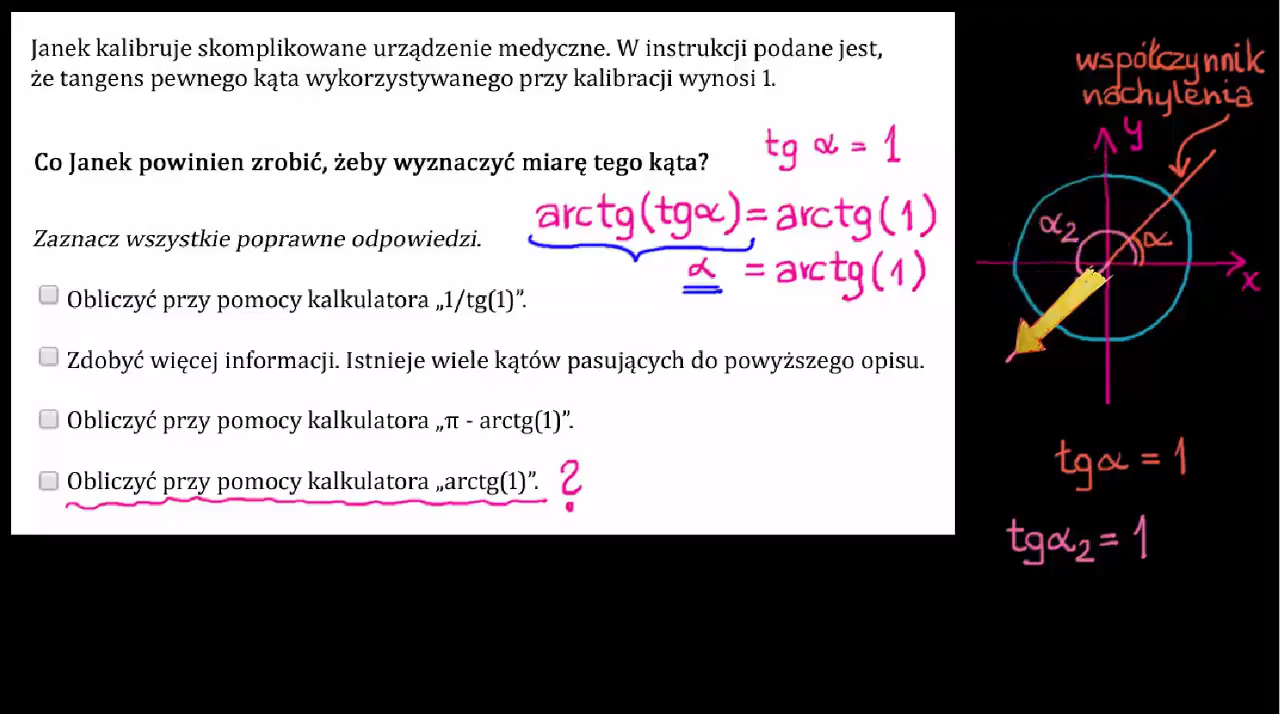 Janek kalibruje skomplikowane urządzenie medyczne. W instrukcji podane jest,
że tangens pewnego kąta wykorzystywanego przy kalibracji wynosi 1.
tg α = 1
Co Janek powinien zrobić, żeby wyznaczyć miarę tego kąta?
arctg(tgα) = arctg(1)
Zaznacz wszystkie poprawne odpowiedzi.
α = arctg(1)
Obliczyć przy pomocy kalkulatora „1/tg(1)”.
Zdobyć więcej informacji. Istnieje wiele kątów pasujących do powyższego opisu.
Obliczyć przy pomocy kalkulatora „π - arctg(1)”.
Obliczyć przy pomocy kalkulatora „arctg(1)”. ?
współczynnik
nachylenia
y
α₂ α
x
tgα = 1
tgα₂ = 1